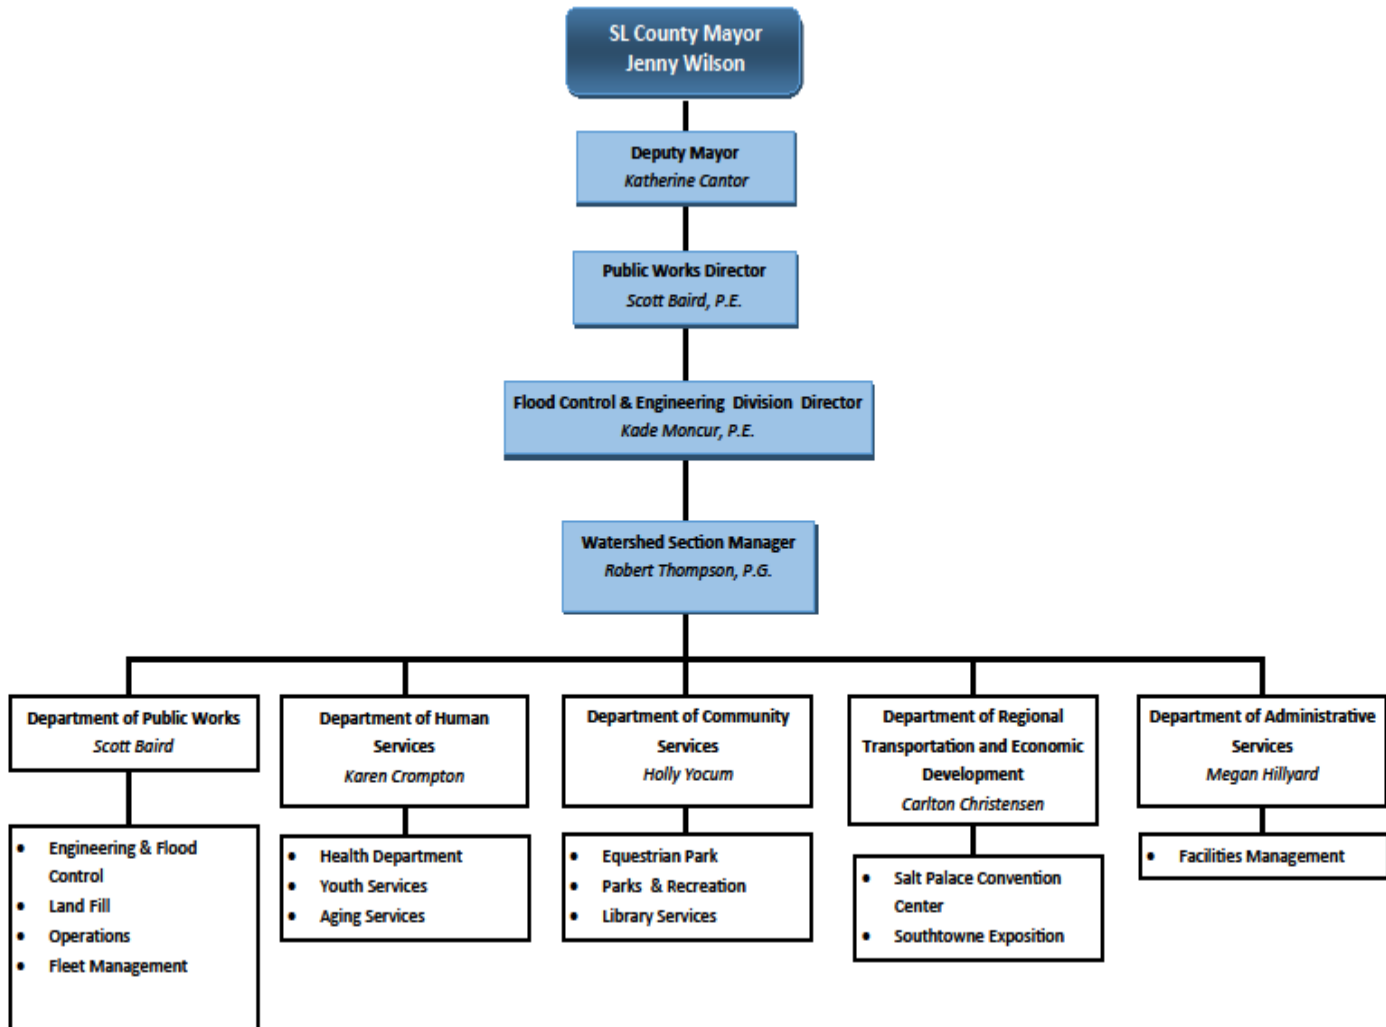 SL County Mayor
Jenny Wilson
Deputy Mayor
Katherine Cantor
Public Works Director
Scott Baird, P.E.
Flood Control & Engineering Division Director
Kade Moncur, P.E.
Watershed Section Manager
Robert Thompson, P.G.
Department of Public Works
Scott Baird
• Engineering & Flood
Control
• Land Fill
• Operations
• Fleet Management
Department of Human
Services
Karen Crompton
• Health Department
• Youth Services
• Aging Services
Department of Community
Services
Holly Yocum
• Equestrian Park
• Parks & Recreation
• Library Services
Department of Regional
Transportation and Economic
Development
Carlton Christensen
• Salt Palace Convention
Center
• Southtowne Exposition
Department of Administrative
Services
Megan Hillyard
• Facilities Management